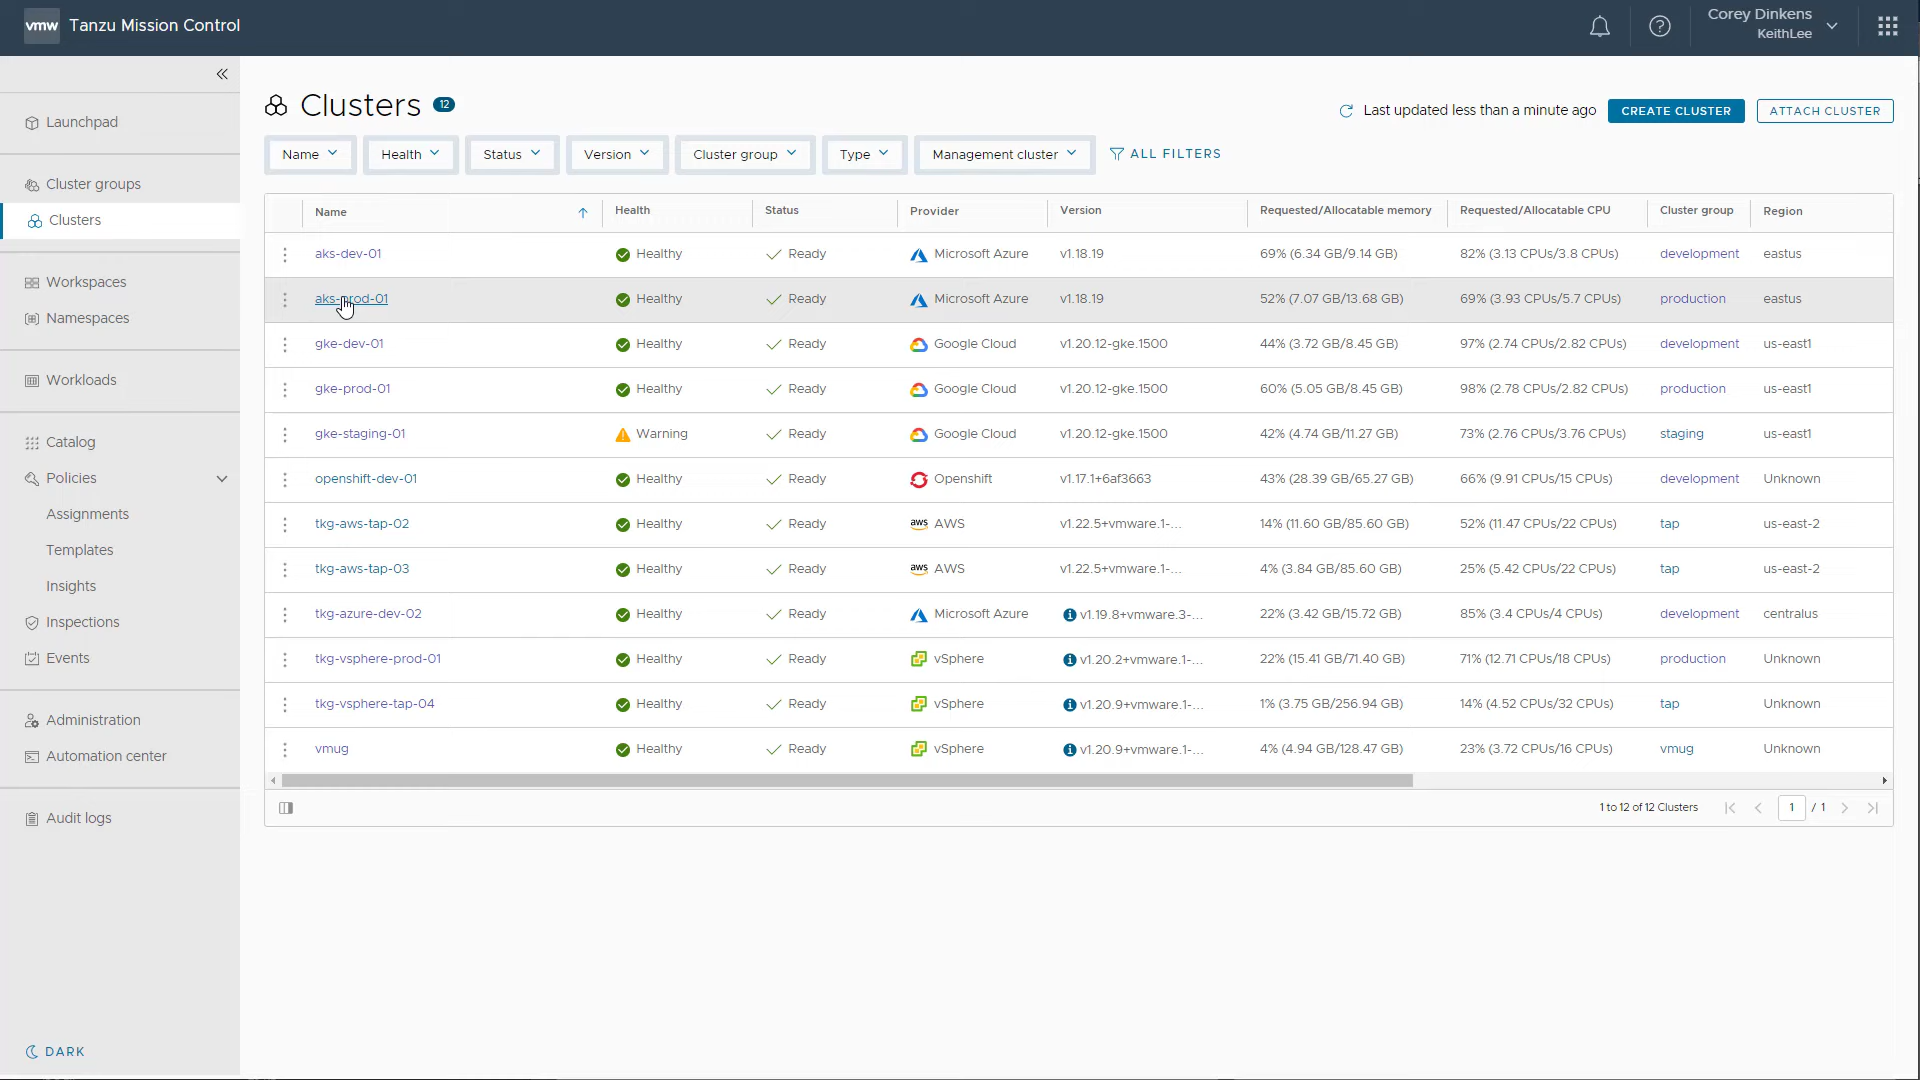 vmw Tanzu Mission Control
Corey Dinkens
KeithLee
Launchpad
Cluster groups
Clusters
Workspaces
Namespaces
Workloads
Catalog
Policies
Assignments
Templates
Insights
Inspections
Events
Administration
Automation center
Audit logs
DARK
Clusters 12
Last updated less than a minute ago CREATE CLUSTER ATTACH CLUSTER
Name Health Status Version Cluster group Type Management cluster ALL FILTERS
Name Health Status Provider Version Requested/Allocatable memory Requested/Allocatable CPU Cluster group Region
aks-dev-01 Healthy Ready Microsoft Azure v1.18.19 69% (6.34 GB/9.14 GB) 82% (3.13 CPUs/3.8 CPUs) development eastus
aks-prod-01 Healthy Ready Microsoft Azure v1.18.19 52% (7.07 GB/13.68 GB) 69% (3.93 CPUs/5.7 CPUs) production eastus
gke-dev-01 Healthy Ready Google Cloud v1.20.12-gke.1500 44% (3.72 GB/8.45 GB) 97% (2.74 CPUs/2.82 CPUs) development us-east1
gke-prod-01 Healthy Ready Google Cloud v1.20.12-gke.1500 60% (5.05 GB/8.45 GB) 98% (2.78 CPUs/2.82 CPUs) production us-east1
gke-staging-01 Warning Ready Google Cloud v1.20.12-gke.1500 42% (4.74 GB/11.27 GB) 73% (2.76 CPUs/3.76 CPUs) staging us-east1
openshift-dev-01 Healthy Ready Openshift v1.17.1+6af3663 43% (28.39 GB/65.27 GB) 66% (9.91 CPUs/15 CPUs) development Unknown
tkg-aws-tap-02 Healthy Ready aws AWS v1.22.5+vmware.1-... 14% (11.60 GB/85.60 GB) 52% (11.47 CPUs/22 CPUs) tap us-east-2
tkg-aws-tap-03 Healthy Ready aws AWS v1.22.5+vmware.1-... 4% (3.84 GB/85.60 GB) 25% (5.42 CPUs/22 CPUs) tap us-east-2
tkg-azure-dev-02 Healthy Ready Microsoft Azure v1.19.8+vmware.3-... 22% (3.42 GB/15.72 GB) 85% (3.4 CPUs/4 CPUs) development centralus
tkg-vsphere-prod-01 Healthy Ready vSphere v1.20.2+vmware.1-... 22% (15.41 GB/71.40 GB) 71% (12.71 CPUs/18 CPUs) production Unknown
tkg-vsphere-tap-04 Healthy Ready vSphere v1.20.9+vmware.1-... 1% (3.75 GB/256.94 GB) 14% (4.52 CPUs/32 CPUs) tap Unknown
vmug Healthy Ready vSphere v1.20.9+vmware.1-... 4% (4.94 GB/128.47 GB) 23% (3.72 CPUs/16 CPUs) vmug Unknown
1 to 12 of 12 Clusters 1 / 1